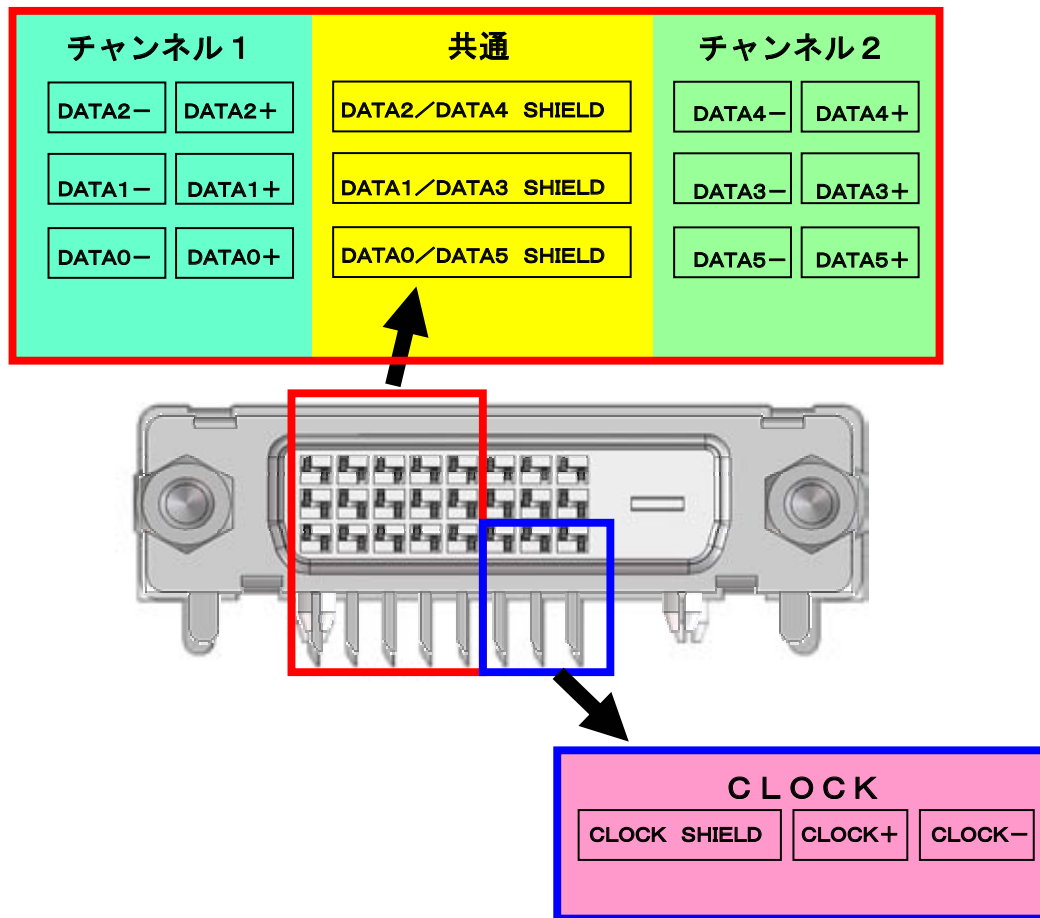 チャンネル１ 共通 チャンネル２
DATA2－ DATA2＋ DATA2／DATA4 SHIELD DATA4－ DATA4＋
DATA1－ DATA1＋ DATA1／DATA3 SHIELD DATA3－ DATA3＋
DATA0－ DATA0＋ DATA0／DATA5 SHIELD DATA5－ DATA5＋
ＣＬＯＣＫ
CLOCK SHIELD CLOCK＋ CLOCK－